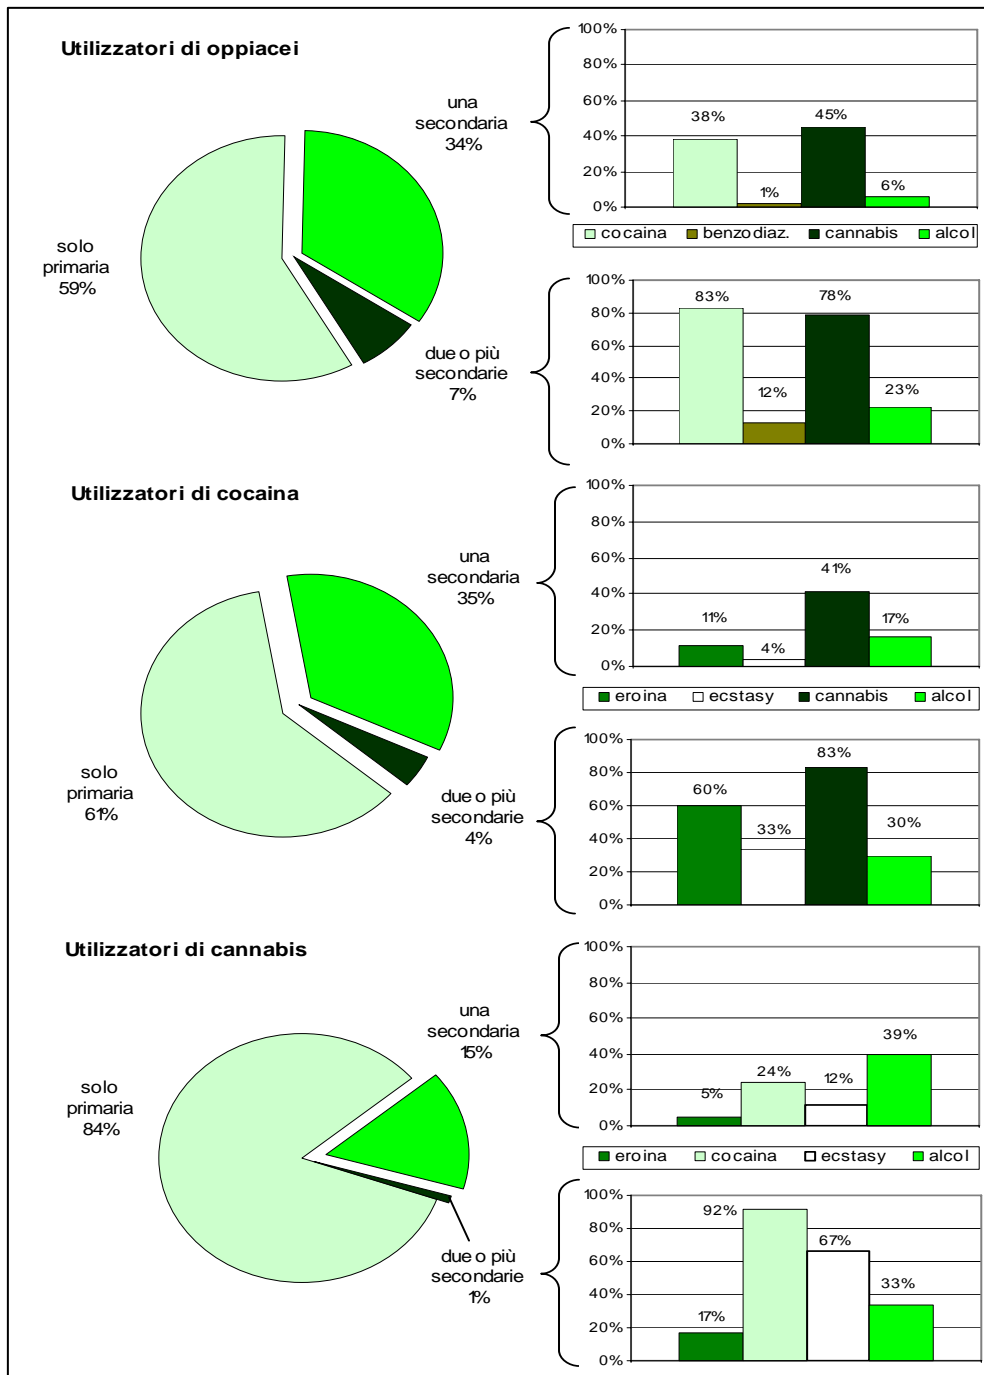 Utilizzatori di oppiacei
solo
primaria
59%
una
secondaria
34%
due o più
secondarie
7%
100%
80%
60%
40%
20%
0%
38%
1%
45%
6%
cocaina benzodiaz. cannabis alcol
100%
80%
60%
40%
20%
0%
83%
12%
78%
23%
Utilizzatori di cocaina
solo
primaria
61%
una
secondaria
35%
due o più
secondarie
4%
100%
80%
60%
40%
20%
0%
11%
4%
41%
17%
eroina ecstasy cannabis alcol
100%
80%
60%
40%
20%
0%
60%
33%
83%
30%
Utilizzatori di cannabis
solo
primaria
84%
una
secondaria
15%
due o più
secondarie
1%
100%
80%
60%
40%
20%
0%
5%
24%
12%
39%
eroina cocaina ecstasy alcol
100%
80%
60%
40%
20%
0%
17%
92%
67%
33%